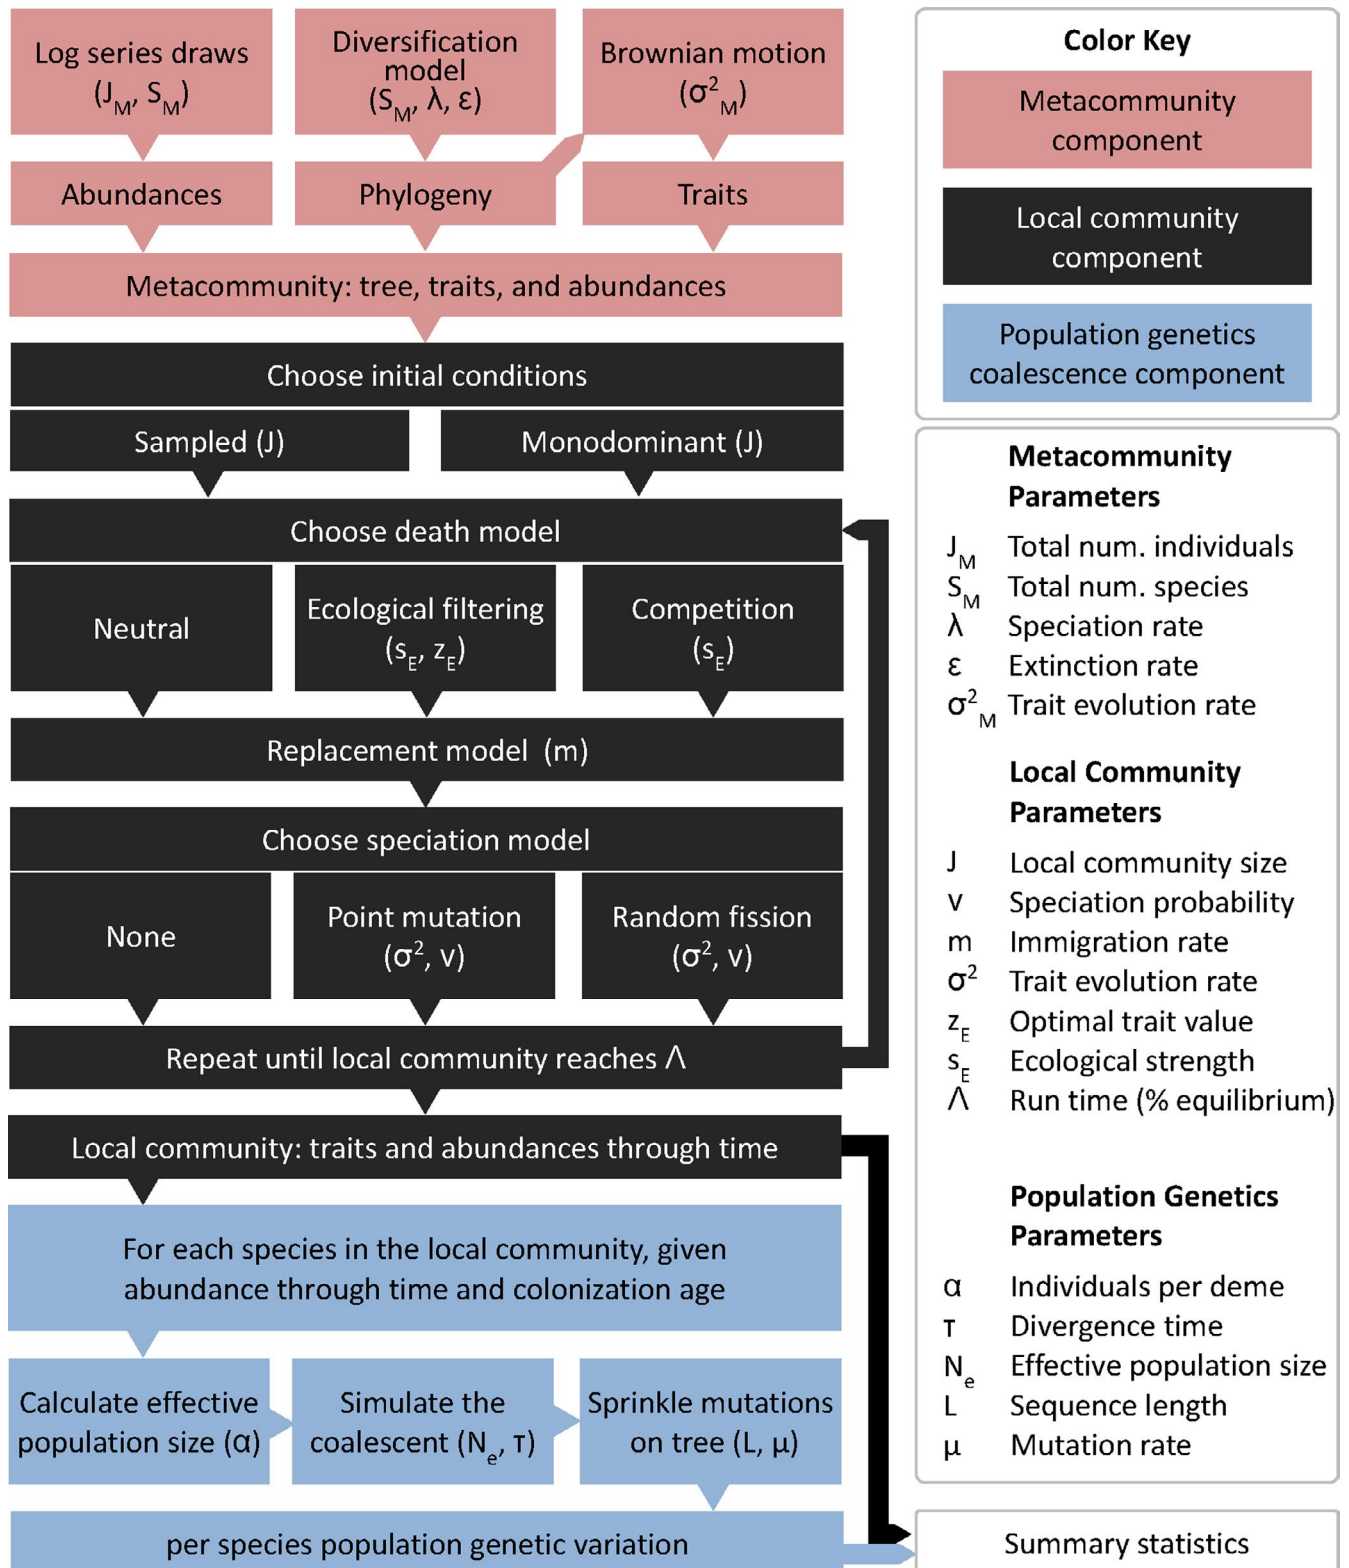 Log series draws
(J_M, S_M)
Diversification
model
(S_M, λ, ε)
Brownian motion
(σ²_M)
Abundances
Phylogeny
Traits
Metacommunity: tree, traits, and abundances
Choose initial conditions
Sampled (J)
Monodominant (J)
Choose death model
Neutral
Ecological filtering
(s_E, z_E)
Competition
(s_E)
Replacement model (m)
Choose speciation model
None
Point mutation
(σ², ν)
Random fission
(σ², ν)
Repeat until local community reaches Λ
Local community: traits and abundances through time
For each species in the local community, given
abundance through time and colonization age
Calculate effective
population size (α)
Simulate the
coalescent (N_e, τ)
Sprinkle mutations
on tree (L, μ)
per species population genetic variation
Color Key
Metacommunity
component
Local community
component
Population genetics
coalescence component
Metacommunity
Parameters
J_M Total num. individuals
S_M Total num. species
λ Speciation rate
ε Extinction rate
σ²_M Trait evolution rate
Local Community
Parameters
J Local community size
ν Speciation probability
m Immigration rate
σ² Trait evolution rate
z_E Optimal trait value
s_E Ecological strength
Λ Run time (% equilibrium)
Population Genetics
Parameters
α Individuals per deme
τ Divergence time
N_e Effective population size
L Sequence length
μ Mutation rate
Summary statistics